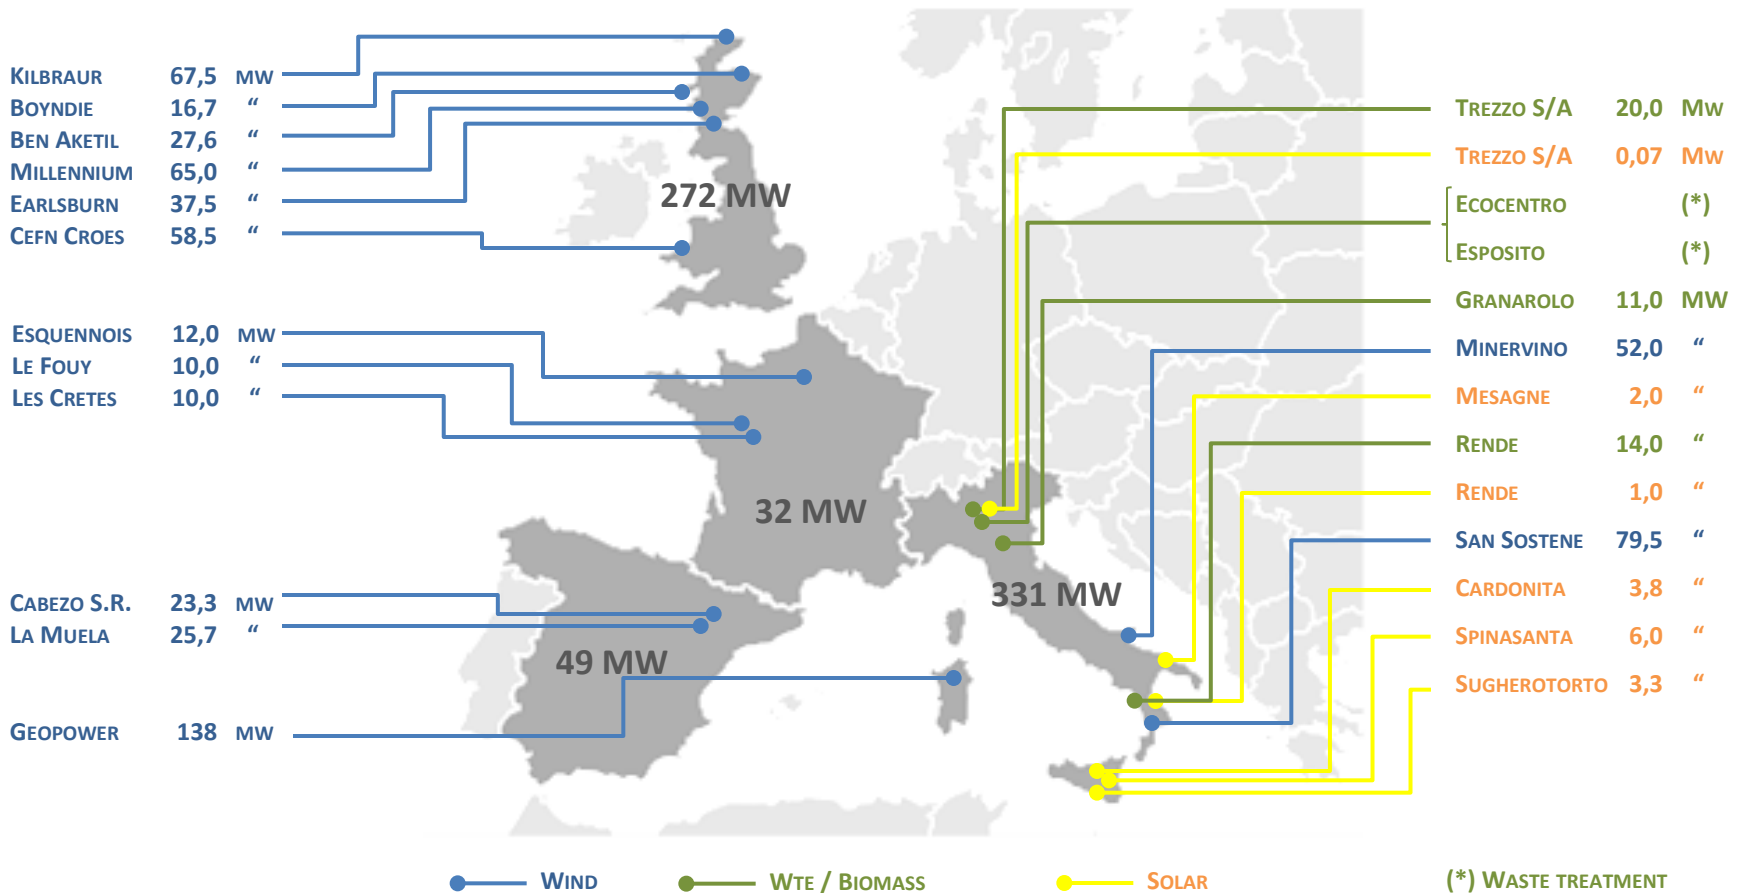 KILBRAUR 67,5 MW
BOYNDIE 16,7 “
BEN AKETIL 27,6 “
MILLENNIUM 65,0 “
EARLSBURN 37,5 “
CEFN CROES 58,5 “
272 MW
ESQUENNOIS 12,0 MW
LE FOUY 10,0 “
LES CRETES 10,0 “
32 MW
CABEZO S.R. 23,3 MW
LA MUELA 25,7 “
49 MW
GEOPOWER 138 MW
331 MW
TREZZO S/A 20,0 MW
TREZZO S/A 0,07 MW
ECOCENTRO (*)
ESPOSITO (*)
GRANAROLO 11,0 MW
MINERVINO 52,0 “
MESAGNE 2,0 “
RENDE 14,0 “
RENDE 1,0 “
SAN SOSTENE 79,5 “
CARDONITA 3,8 “
SPINASANTA 6,0 “
SUGHEROTORTO 3,3 “
WIND WTE / BIOMASS SOLAR (*) WASTE TREATMENT